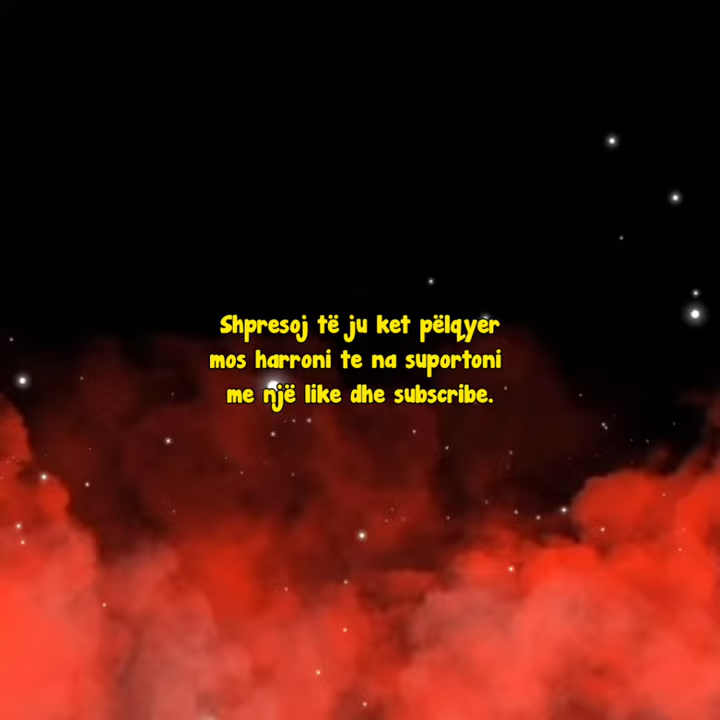 Shpresoj të ju ket pëlqyer
mos harroni te na suportoni
me një like dhe subscribe.